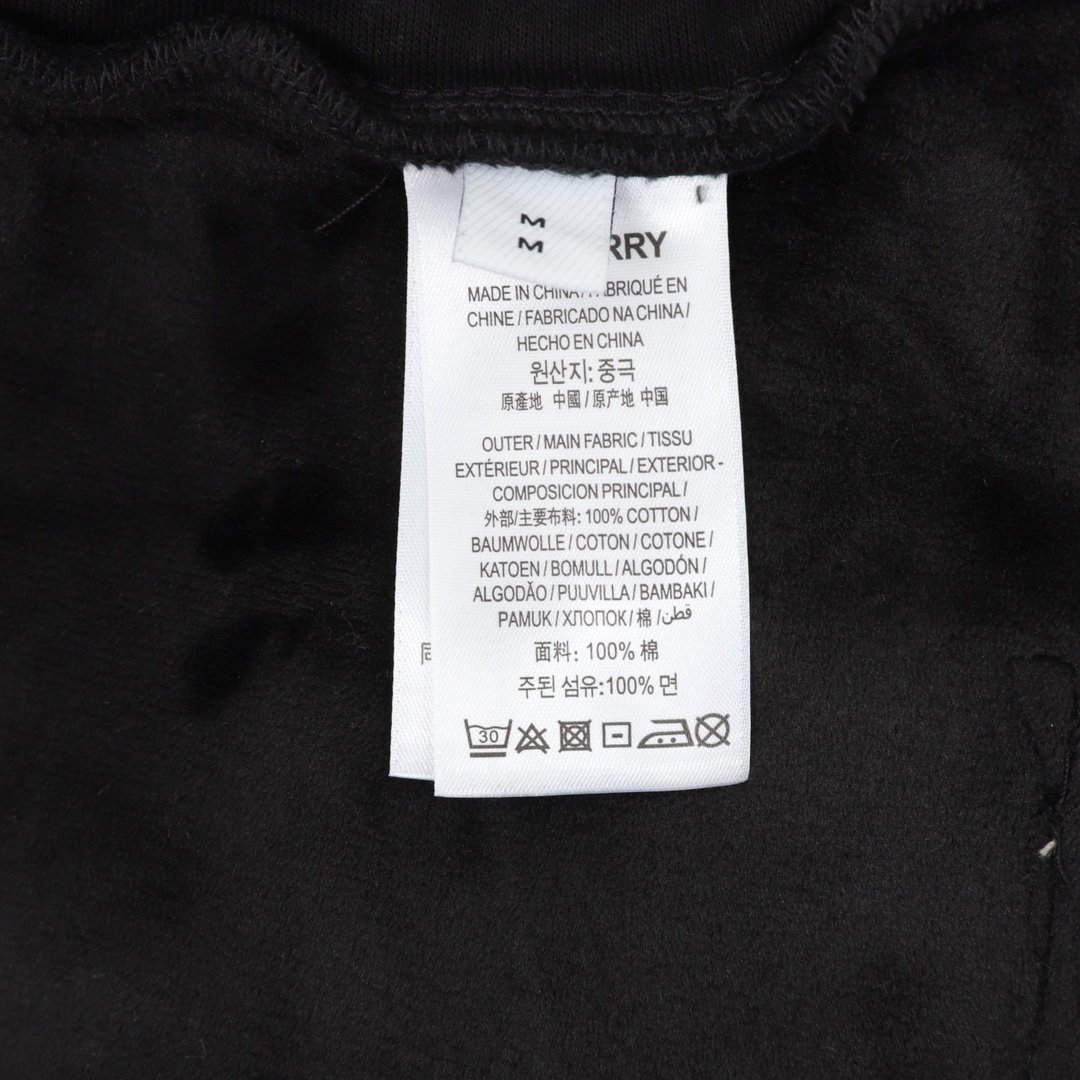 M
M
RRY
MADE IN CHINA / FABRIQUÉ EN
CHINE / FABRICADO NA CHINA /
HECHO EN CHINA
원산지: 중극
原產地 中國 / 原产地 中国
OUTER / MAIN FABRIC / TISSU
EXTÉRIEUR / PRINCIPAL / EXTERIOR -
COMPOSICION PRINCIPAL /
外部/主要布料: 100% COTTON /
BAUMWOLLE / COTON / COTONE /
KATOEN / BOMULL / ALGODÓN /
ALGODÃO / PUUVILLA / BAMBAKI /
PAMUK / ХЛОПОК / 棉 / قطن
面料: 100% 棉
주된 섬유:100% 면
30